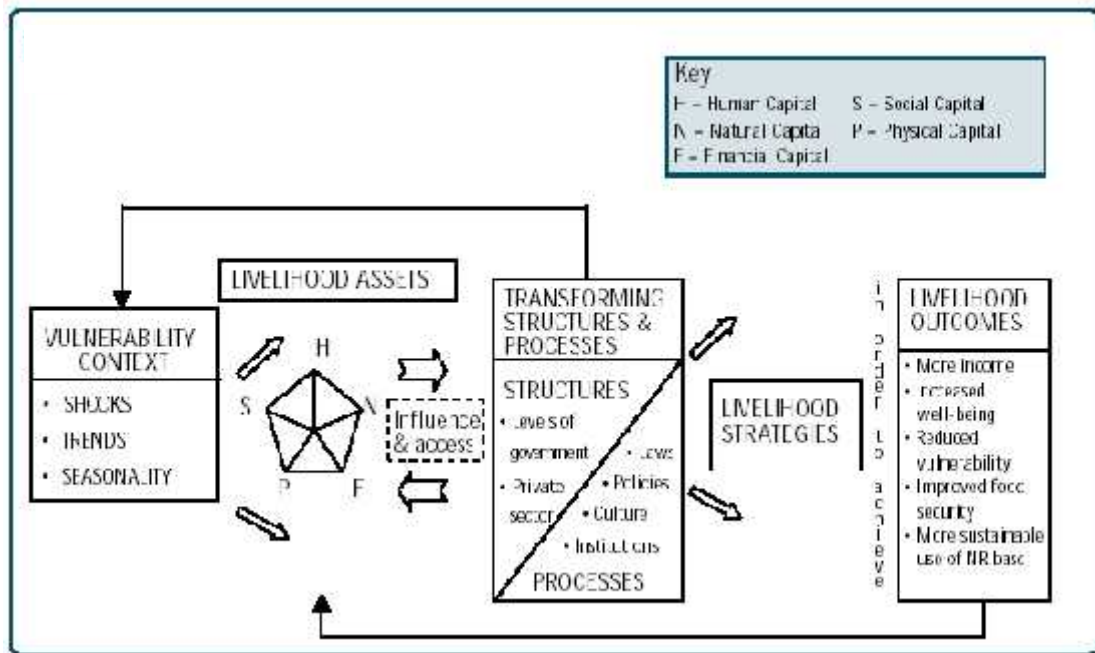 Key
H – Human Capital
S – Social Capital
N – Natural Capita
P – Physical Capital
F – Financial Capital
LIVELIHOOD ASSETS
VULNERABILITY
CONTEXT
• SHOCKS
• TRENDS
• SEASONALITY
H
S
N
P
F
Influence
& access
TRANSFORMING
STRUCTURES &
PROCESSES
STRUCTURES
• Levels of
government
• Private
sector
• Laws
• Policies
• Culture
• Institutions
PROCESSES
LIVELIHOOD
STRATEGIES
in order to achieve
LIVELIHOOD
OUTCOMES
• More income
• Increased
well-being
• Reduced
vulnerability
• Improved food
security
• More sustainable
use of NR base